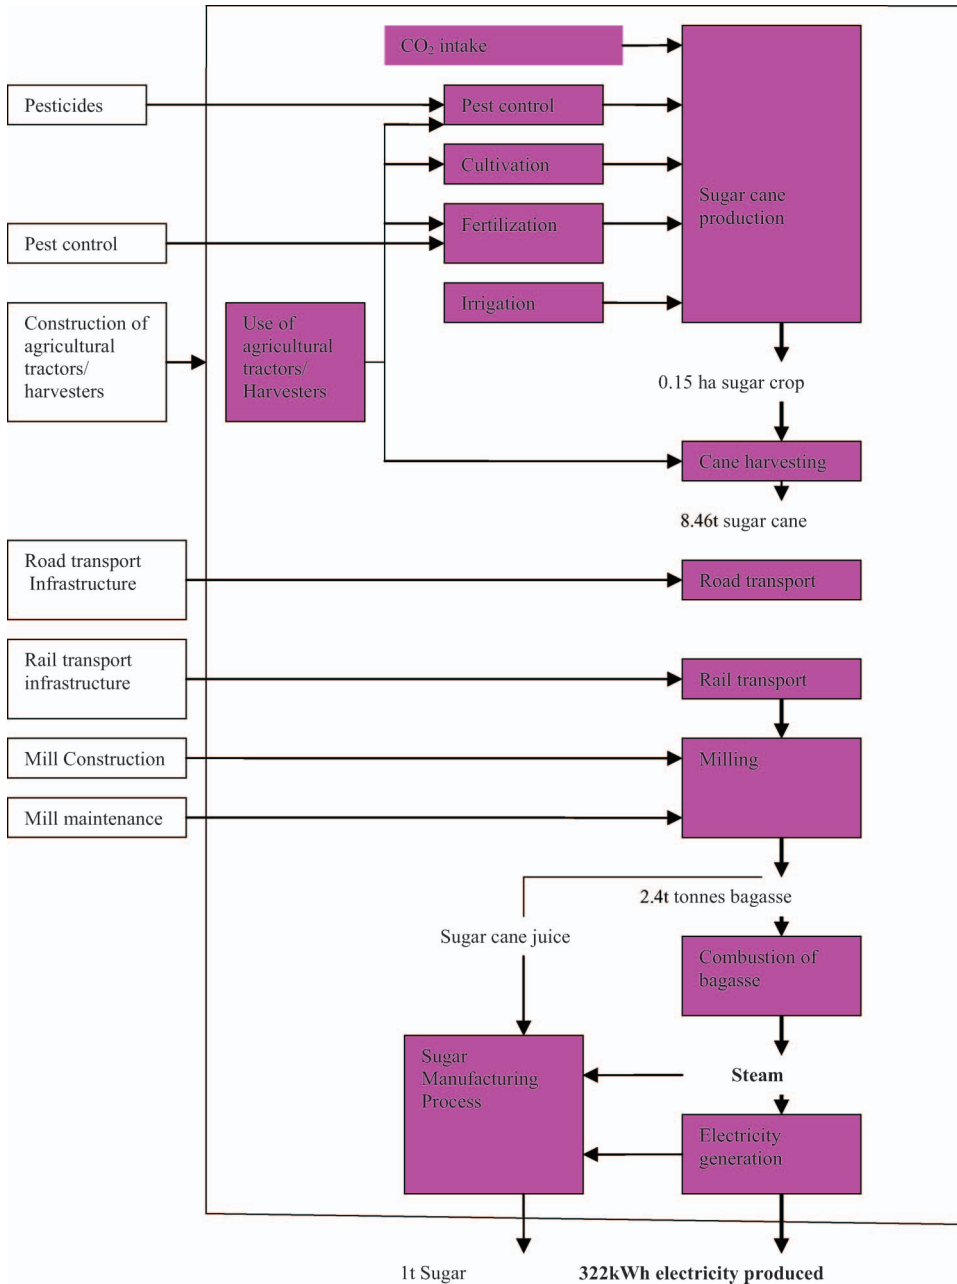 CO₂ intake
Pesticides
Pest control
Cultivation
Sugar cane
production
Fertilization
Pest control
Irrigation
Construction of
agricultural
tractors/
harvesters
Use of
agricultural
tractors/
Harvesters
0.15 ha sugar crop
Cane harvesting
8.46t sugar cane
Road transport
Infrastructure
Road transport
Rail transport
infrastructure
Rail transport
Mill Construction
Milling
Mill maintenance
2.4t tonnes bagasse
Sugar cane juice
Combustion of
bagasse
Sugar
Manufacturing
Process
Steam
Electricity
generation
1t Sugar
322kWh electricity produced